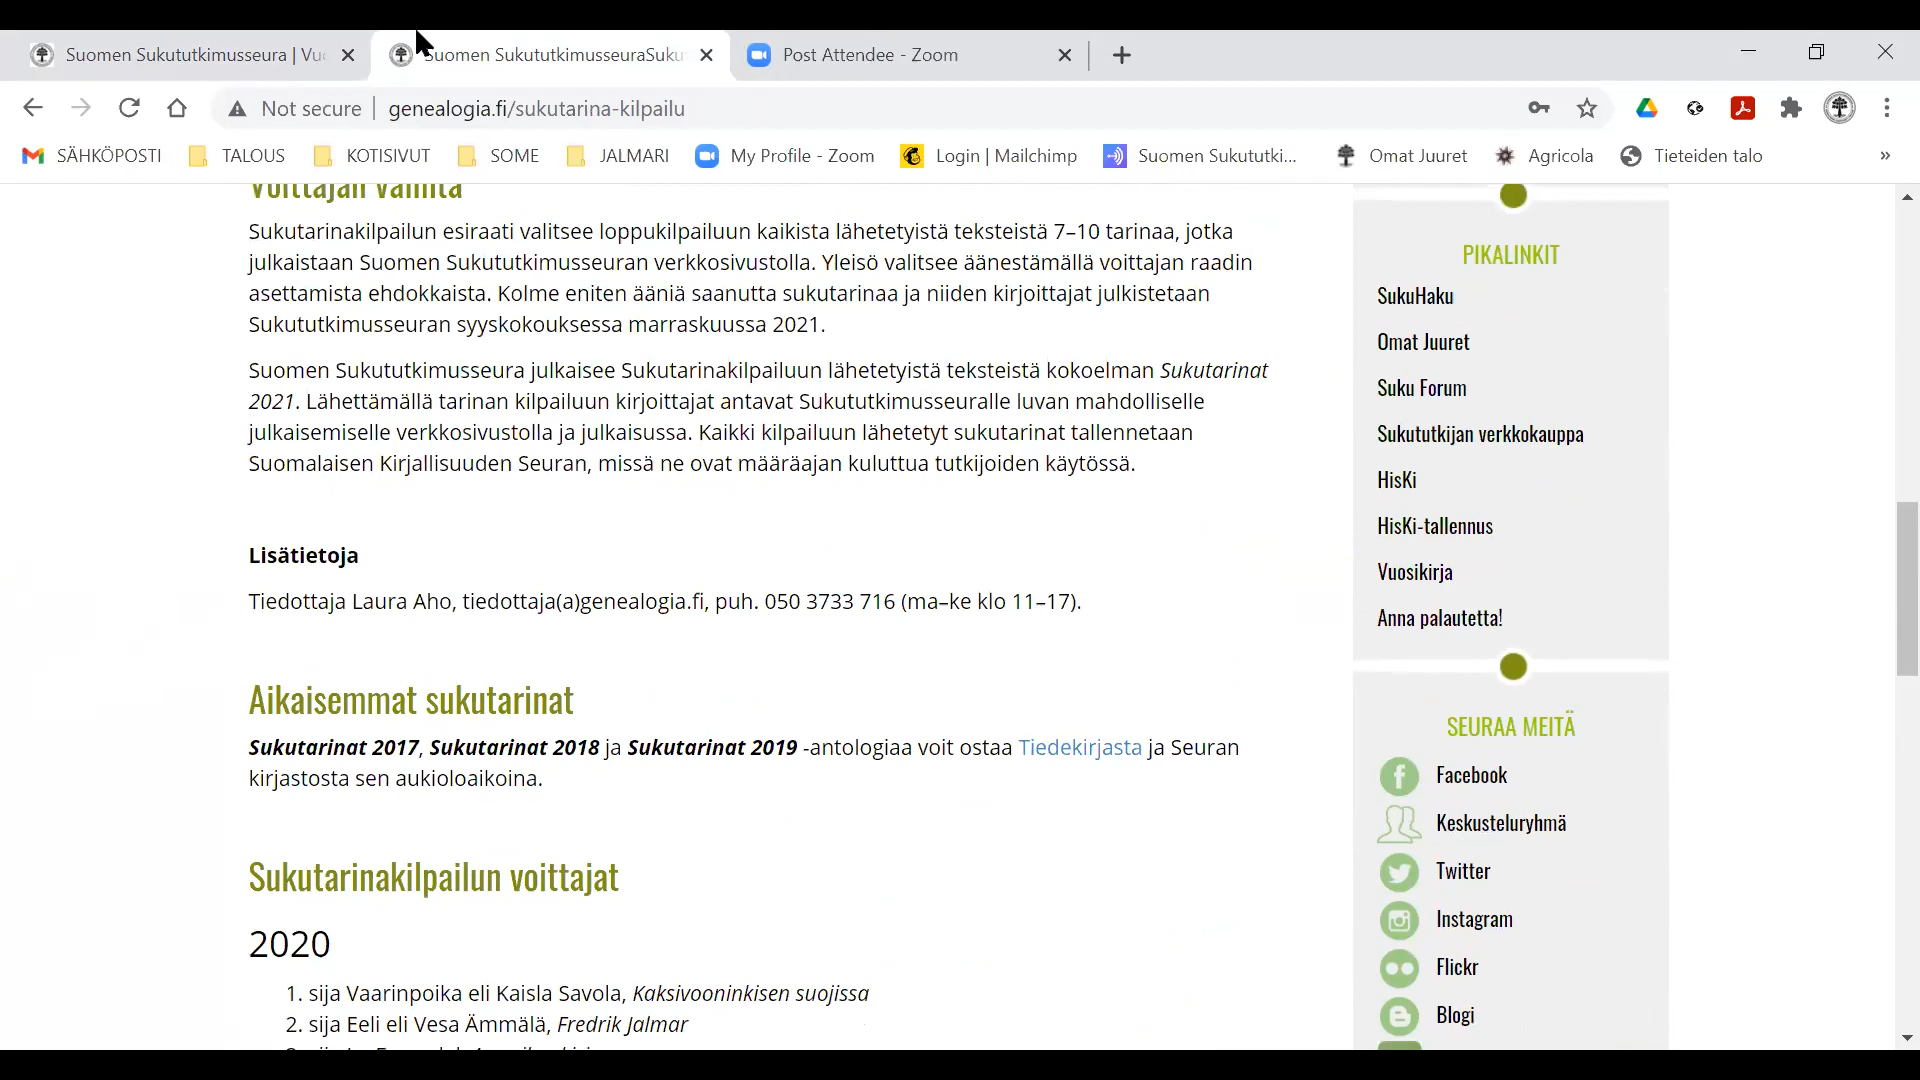 Suomen Sukututkimusseura | Vu
Suomen SukututkimusseuraSuku
Post Attendee - Zoom
Not secure
genealogia.fi/sukutarina-kilpailu
SÄHKÖPOSTI
TALOUS
KOTISIVUT
SOME
JALMARI
My Profile - Zoom
Login | Mailchimp
Suomen Sukututki...
Omat Juuret
Agricola
Tieteiden talo
»
Voittajan valinta
Sukutarinakilpailun esiraati valitsee loppukilpailuun kaikista lähetetyistä teksteistä 7–10 tarinaa, jotka
julkaistaan Suomen Sukututkimusseuran verkkosivustolla. Yleisö valitsee äänestämällä voittajan raadin
asettamista ehdokkaista. Kolme eniten ääniä saanutta sukutarinaa ja niiden kirjoittajat julkistetaan
Sukututkimusseuran syyskokouksessa marraskuussa 2021.
Suomen Sukututkimusseura julkaisee Sukutarinakilpailuun lähetetyistä teksteistä kokoelman Sukutarinat
2021. Lähettämällä tarinan kilpailuun kirjoittajat antavat Sukututkimusseuralle luvan mahdolliselle
julkaisemiselle verkkosivustolla ja julkaisussa. Kaikki kilpailuun lähetetyt sukutarinat tallennetaan
Suomalaisen Kirjallisuuden Seuran, missä ne ovat määräajan kuluttua tutkijoiden käytössä.
Lisätietoja
Tiedottaja Laura Aho, tiedottaja(a)genealogia.fi, puh. 050 3733 716 (ma–ke klo 11–17).
Aikaisemmat sukutarinat
Sukutarinat 2017, Sukutarinat 2018 ja Sukutarinat 2019 -antologiaa voit ostaa Tiedekirjasta ja Seuran
kirjastosta sen aukioloaikoina.
Sukutarinakilpailun voittajat
2020
1. sija Vaarinpoika eli Kaisla Savola, Kaksivooninkisen suojissa
2. sija Eeli eli Vesa Ämmälä, Fredrik Jalmar
PIKALINKIT
SukuHaku
Omat Juuret
Suku Forum
Sukututkijan verkkokauppa
HisKi
HisKi-tallennus
Vuosikirja
Anna palautetta!
SEURAA MEITÄ
Facebook
Keskusteluryhmä
Twitter
Instagram
Flickr
Blogi